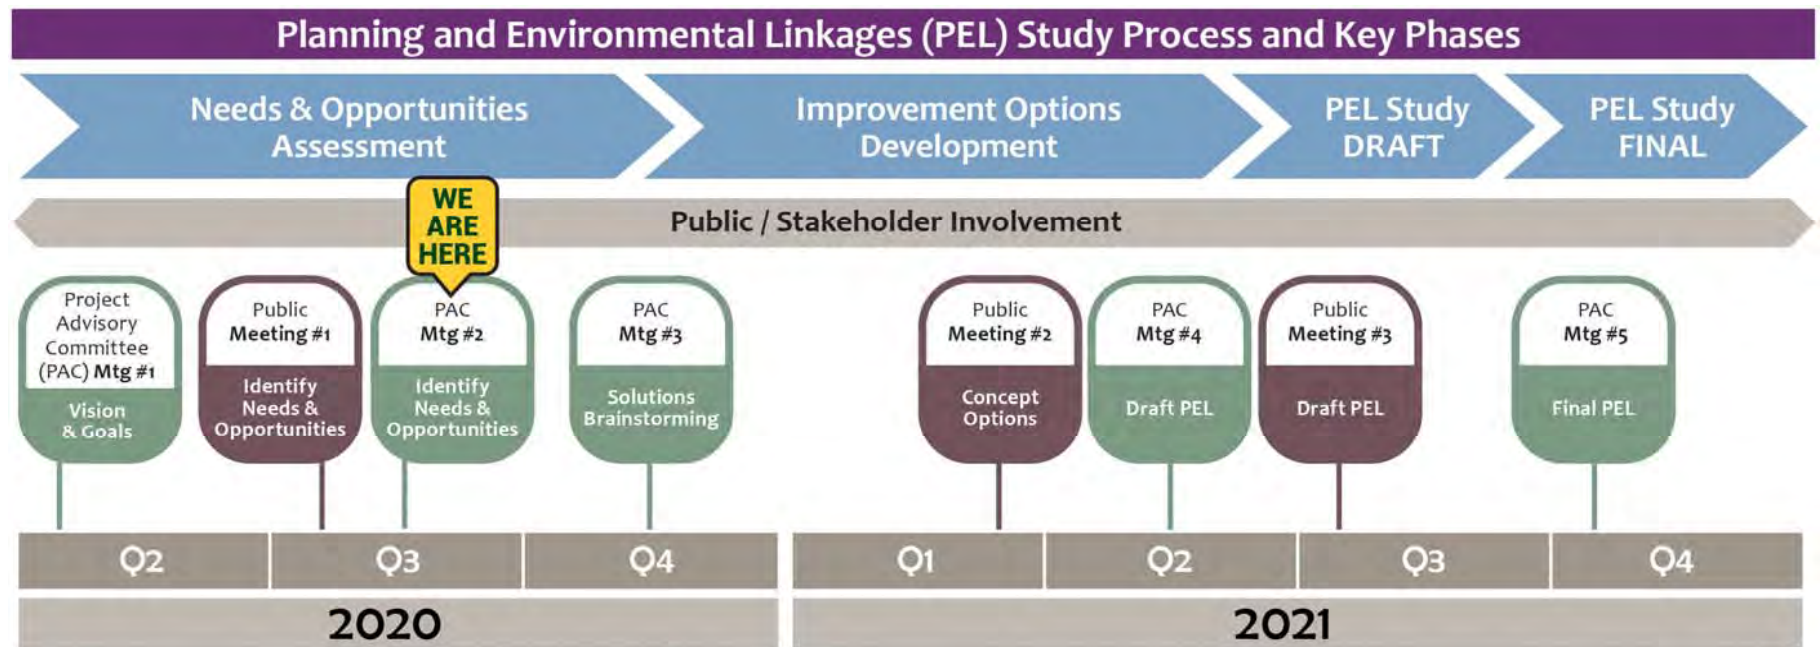 Planning and Environmental Linkages (PEL) Study Process and Key Phases
Needs & Opportunities
Assessment
Improvement Options
Development
PEL Study
DRAFT
PEL Study
FINAL
WE
ARE
HERE
Public / Stakeholder Involvement
Project
Advisory
Committee
(PAC) Mtg #1
Vision
& Goals
Public
Meeting #1
Identify
Needs &
Opportunities
PAC
Mtg #2
Identify
Needs &
Opportunities
PAC
Mtg #3
Solutions
Brainstorming
Public
Meeting #2
Concept
Options
PAC
Mtg #4
Draft PEL
Public
Meeting #3
Draft PEL
PAC
Mtg #5
Final PEL
Q2
Q3
Q4
Q1
Q2
Q3
Q4
2020
2021